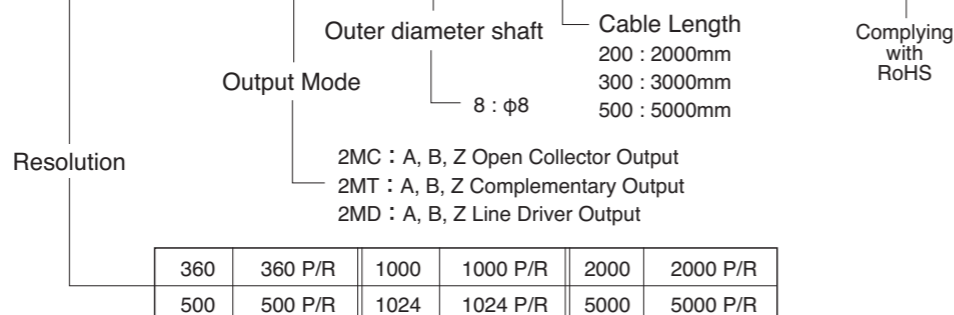 Outer diameter shaft
8 : φ8
Cable Length
200 : 2000mm
300 : 3000mm
500 : 5000mm
Complying
with
RoHS
Output Mode
2MC：A, B, Z Open Collector Output
2MT：A, B, Z Complementary Output
2MD：A, B, Z Line Driver Output
Resolution
360 360 P/R 1000 1000 P/R 2000 2000 P/R
500 500 P/R 1024 1024 P/R 5000 5000 P/R